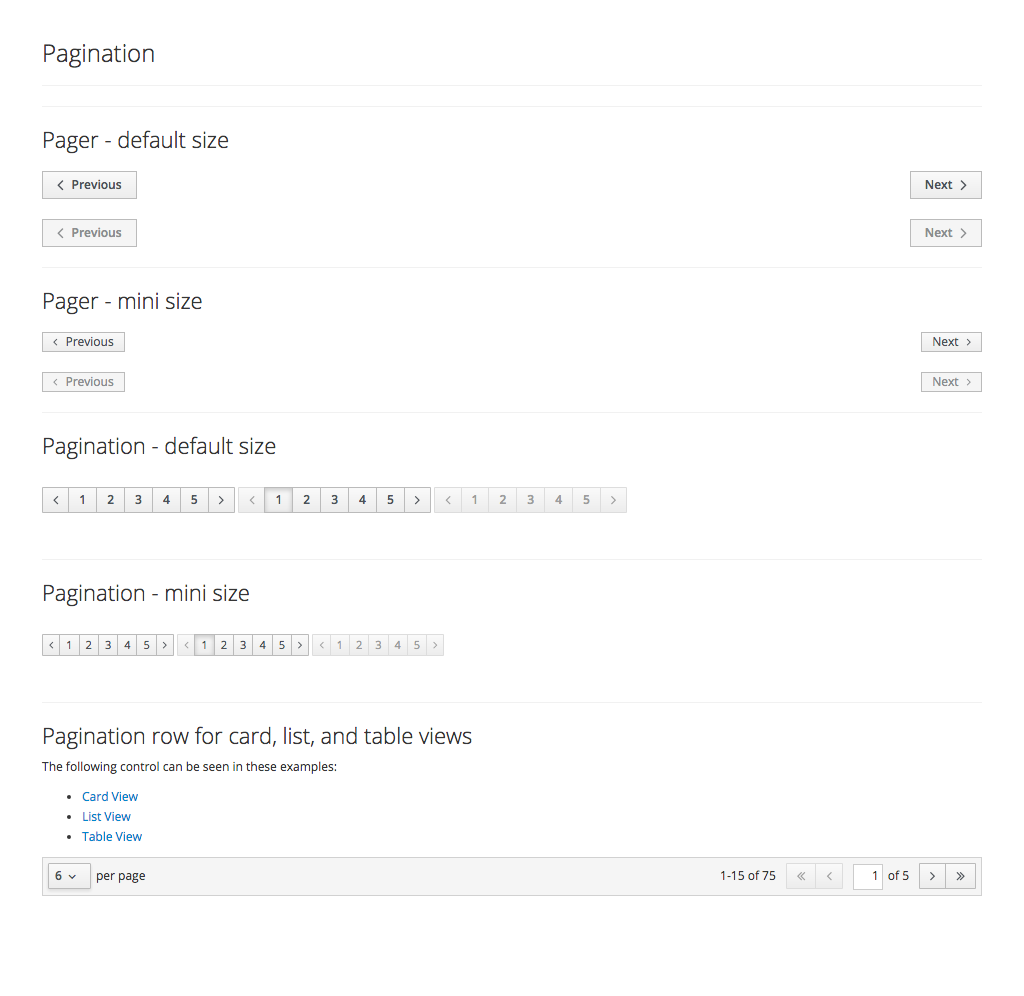 Pagination
Pager - default size
Previous Next
Previous Next
Pager - mini size
Previous Next
Previous Next
Pagination - default size
< 1 2 3 4 5 > < 1 2 3 4 5 > < 1 2 3 4 5 >
Pagination - mini size
< 1 2 3 4 5 > < 1 2 3 4 5 > < 1 2 3 4 5 >
Pagination row for card, list, and table views
The following control can be seen in these examples:
• Card View
• List View
• Table View
6 per page 1-15 of 75 « < 1 of 5 > »